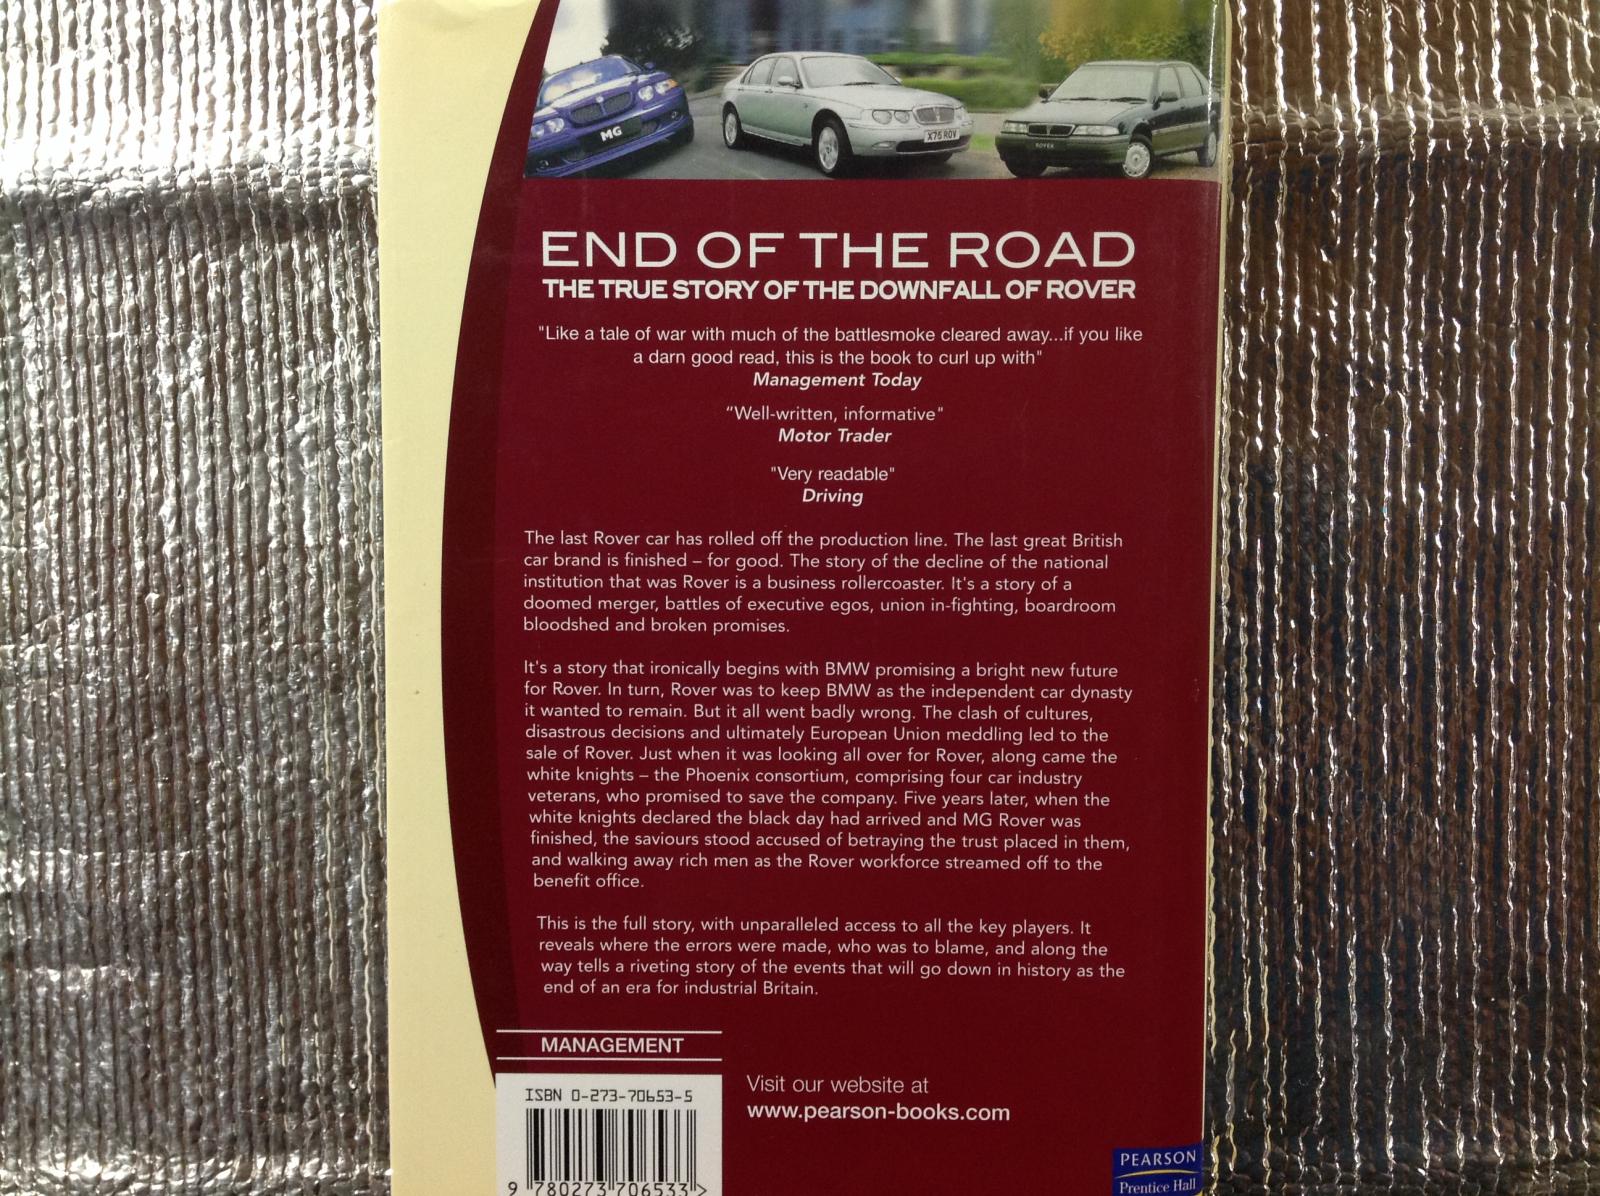 MG
X75 ROV
ROVER
END OF THE ROAD
THE TRUE STORY OF THE DOWNFALL OF ROVER
"Like a tale of war with much of the battlesmoke cleared away...if you like
a darn good read, this is the book to curl up with"
Management Today
“Well-written, informative"
Motor Trader
"Very readable"
Driving
The last Rover car has rolled off the production line. The last great British
car brand is finished – for good. The story of the decline of the national
institution that was Rover is a business rollercoaster. It's a story of a
doomed merger, battles of executive egos, union in-fighting, boardroom
bloodshed and broken promises.
It's a story that ironically begins with BMW promising a bright new future
for Rover. In turn, Rover was to keep BMW as the independent car dynasty
it wanted to remain. But it all went badly wrong. The clash of cultures,
disastrous decisions and ultimately European Union meddling led to the
sale of Rover. Just when it was looking all over for Rover, along came the
white knights – the Phoenix consortium, comprising four car industry
veterans, who promised to save the company. Five years later, when the
white knights declared the black day had arrived and MG Rover was
finished, the saviours stood accused of betraying the trust placed in them,
and walking away rich men as the Rover workforce streamed off to the
benefit office.
This is the full story, with unparalleled access to all the key players. It
reveals where the errors were made, who was to blame, and along the
way tells a riveting story of the events that will go down in history as the
end of an era for industrial Britain.
MANAGEMENT
ISBN 0-273-70653-5
9 780273 706533 >
Visit our website at
www.pearson-books.com
PEARSON
Prentice Hall